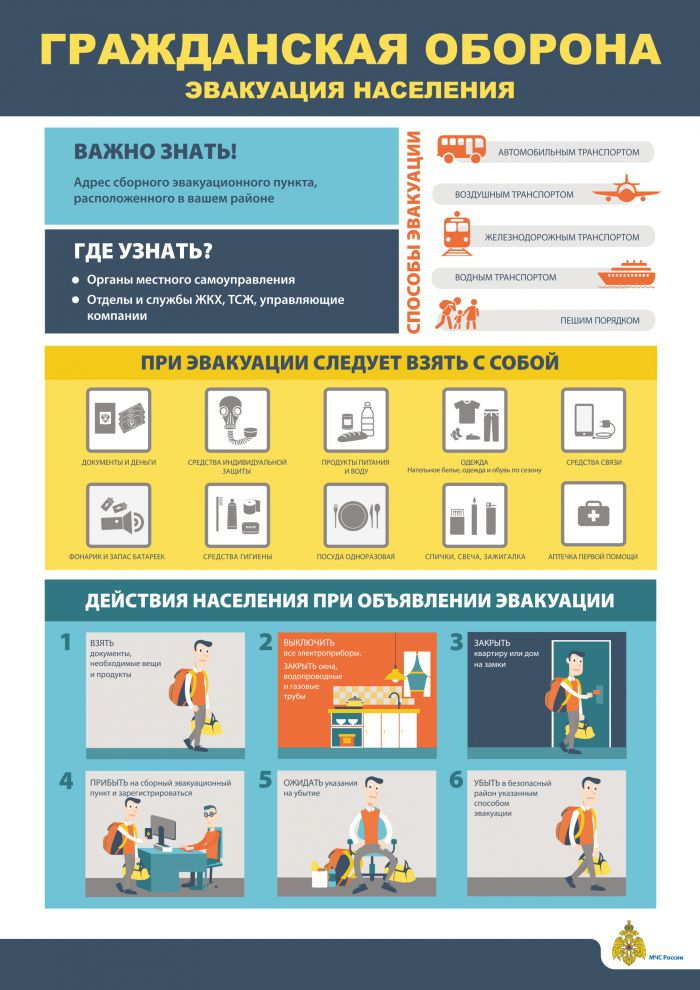 ГРАЖДАНСКАЯ ОБОРОНА
ЭВАКУАЦИЯ НАСЕЛЕНИЯ
ВАЖНО ЗНАТЬ!
Адрес сборного эвакуационного пункта,
расположенного в вашем районе
ГДЕ УЗНАТЬ?
● Органы местного самоуправления
● Отделы и службы ЖКХ, ТСЖ, управляющие
компании
СПОСОБЫ ЭВАКУАЦИИ
АВТОМОБИЛЬНЫМ ТРАНСПОРТОМ
ВОЗДУШНЫМ ТРАНСПОРТОМ
ЖЕЛЕЗНОДОРОЖНЫМ ТРАНСПОРТОМ
ВОДНЫМ ТРАНСПОРТОМ
ПЕШИМ ПОРЯДКОМ
ПРИ ЭВАКУАЦИИ СЛЕДУЕТ ВЗЯТЬ С СОБОЙ
ДОКУМЕНТЫ И ДЕНЬГИ
СРЕДСТВА ИНДИВИДУАЛЬНОЙ
ЗАЩИТЫ
ПРОДУКТЫ ПИТАНИЯ
И ВОДУ
ОДЕЖДА
Нательное белье, одежда и обувь по сезону
СРЕДСТВА СВЯЗИ
ФОНАРИК И ЗАПАС БАТАРЕЕК
СРЕДСТВА ГИГИЕНЫ
ПОСУДА ОДНОРАЗОВАЯ
СПИЧКИ, СВЕЧА, ЗАЖИГАЛКА
АПТЕЧКА ПЕРВОЙ ПОМОЩИ
ДЕЙСТВИЯ НАСЕЛЕНИЯ ПРИ ОБЪЯВЛЕНИИ ЭВАКУАЦИИ
1
ВЗЯТЬ
документы,
необходимые вещи
и продукты
2
ВЫКЛЮЧИТЬ
все электроприборы.
ЗАКРЫТЬ окна,
водопроводные
и газовые
трубы
3
ЗАКРЫТЬ
квартиру или дом
на замки
4
ПРИБЫТЬ на сборный эвакуационный
пункт и зарегистрироваться
5
ОЖИДАТЬ указания
на убытие
6
УБЫТЬ в безопасный
район указанным
способом
эвакуации
МЧС России